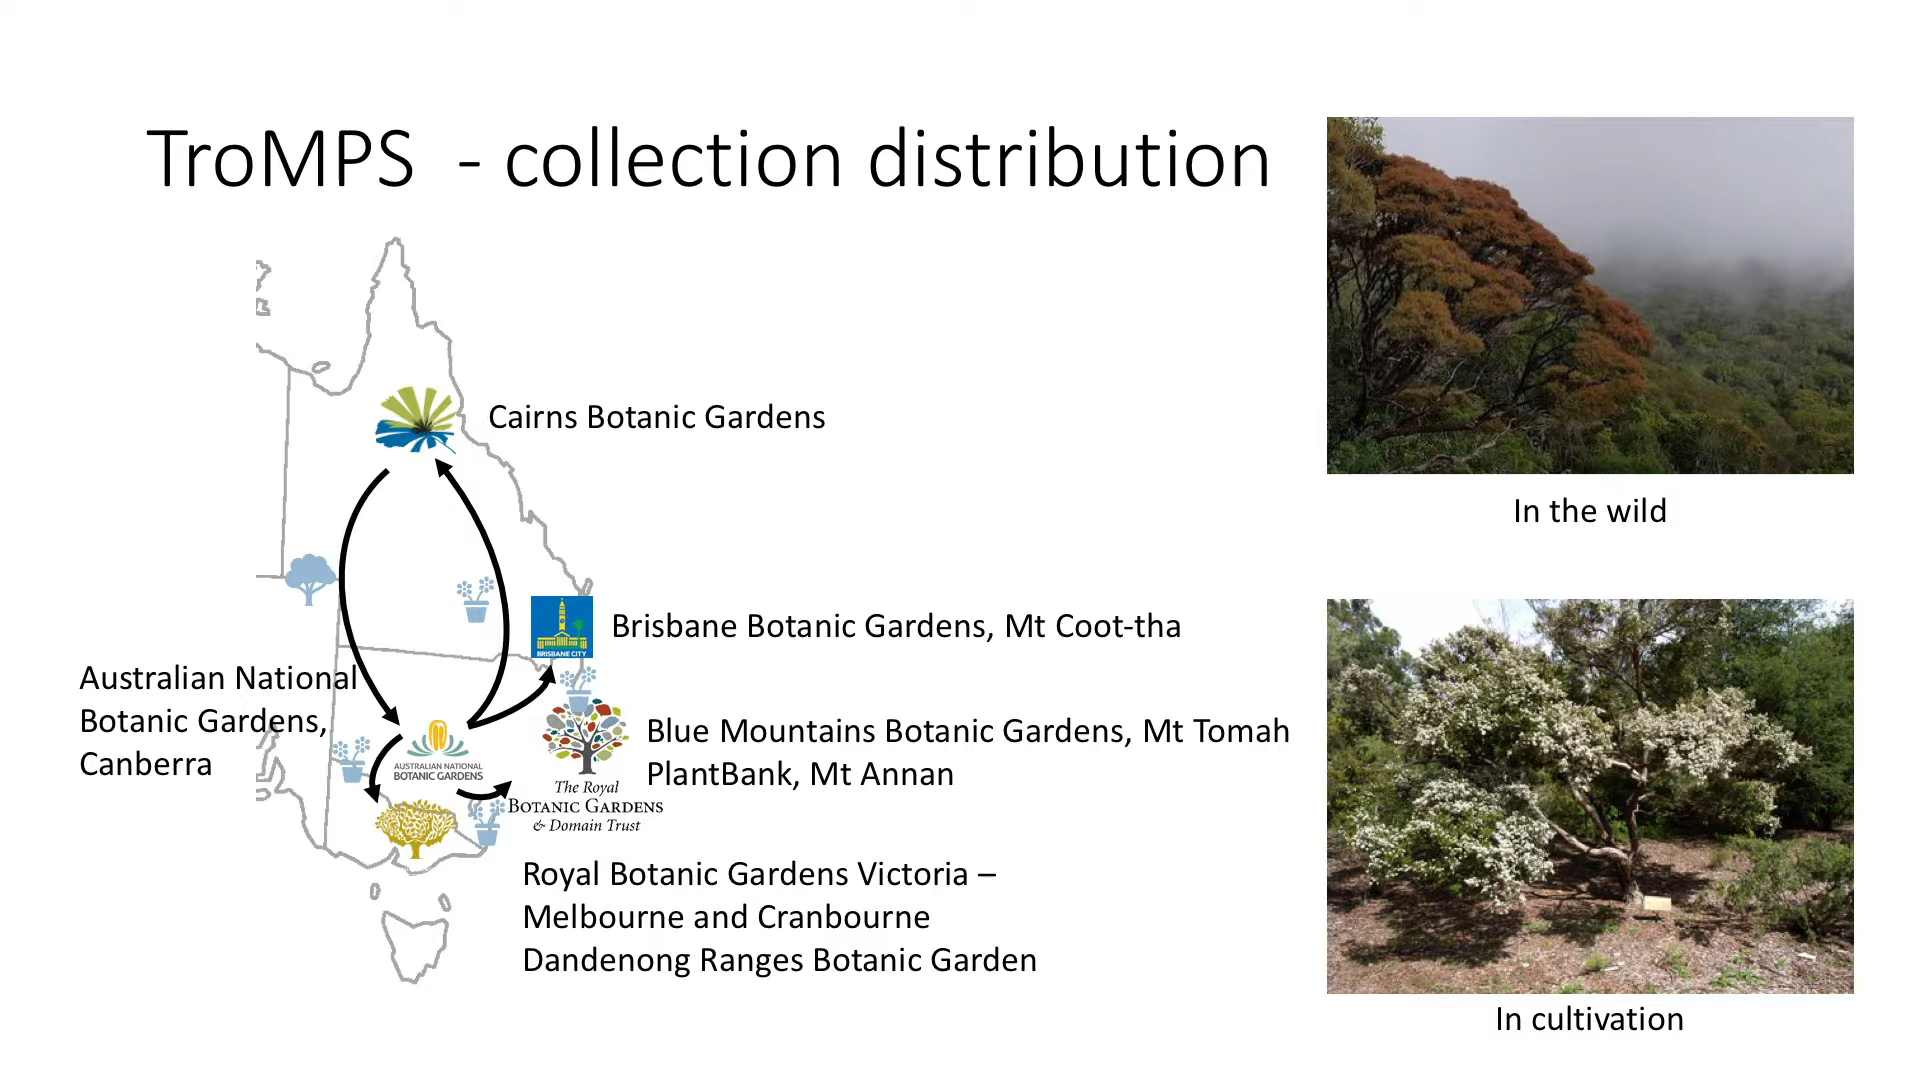 TroMPS - collection distribution
Cairns Botanic Gardens
In the wild
BRISBANE CITY
Brisbane Botanic Gardens, Mt Coot-tha
Australian National
Botanic Gardens,
Canberra
AUSTRALIAN NATIONAL
BOTANIC GARDENS
Blue Mountains Botanic Gardens, Mt Tomah
PlantBank, Mt Annan
The Royal
BOTANIC GARDENS
& Domain Trust
Royal Botanic Gardens Victoria –
Melbourne and Cranbourne
Dandenong Ranges Botanic Garden
In cultivation